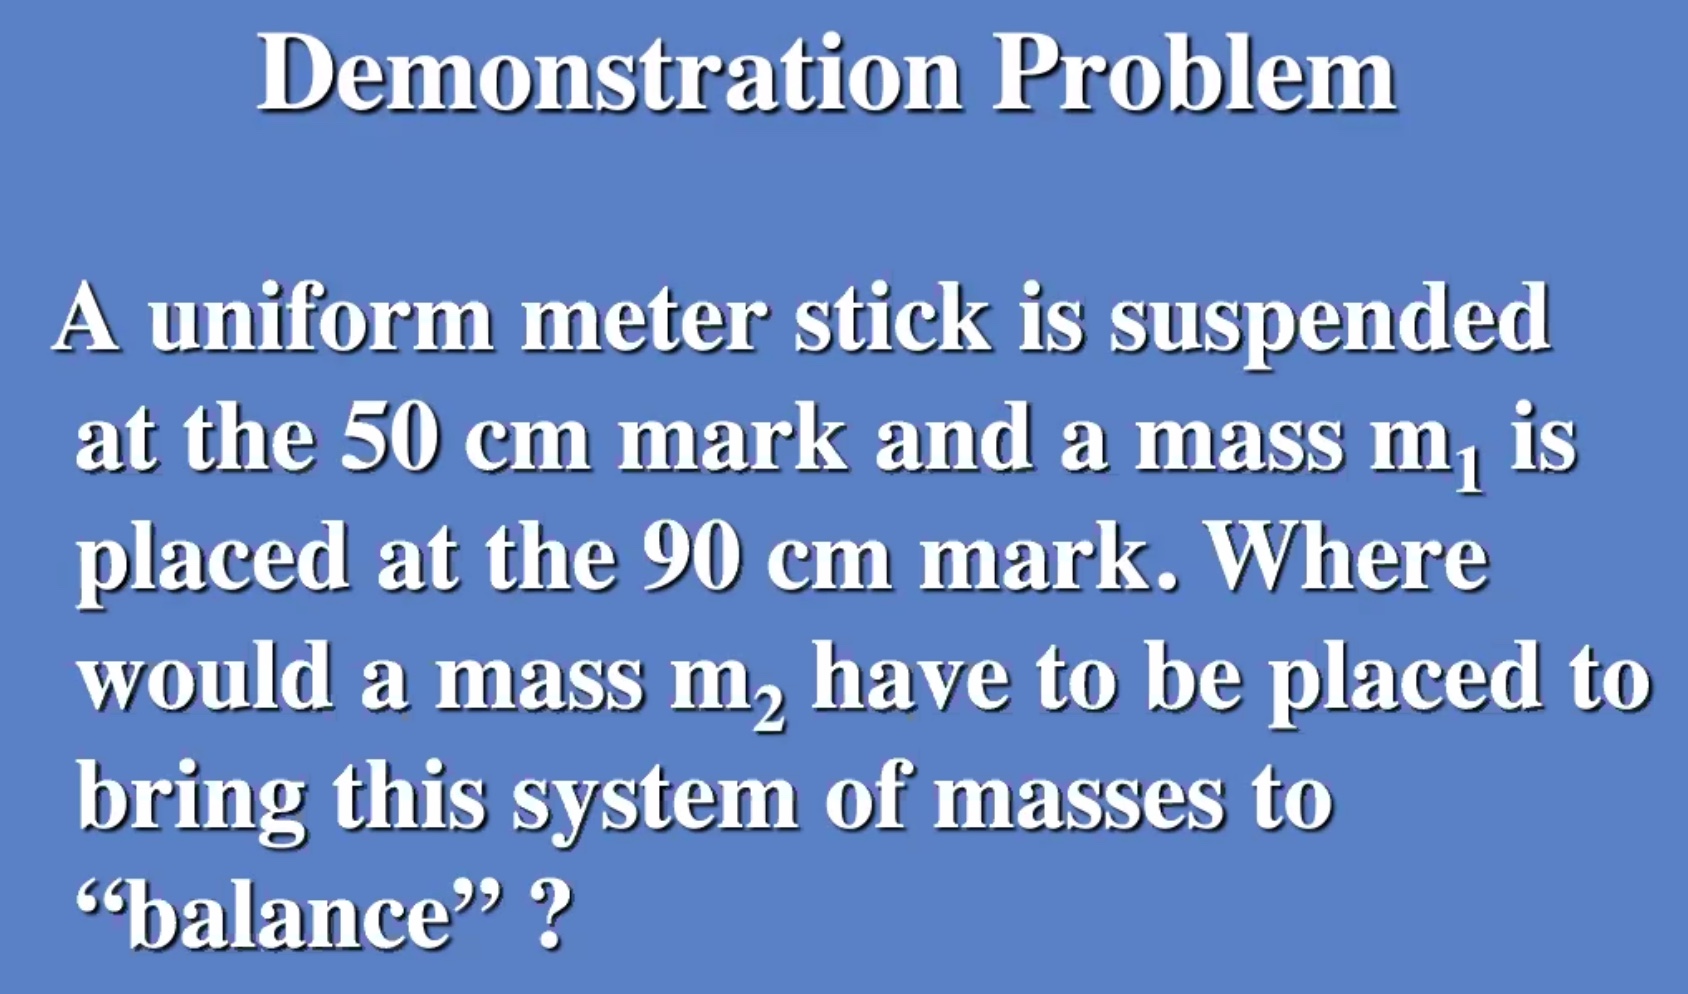 Demonstration Problem
A uniform meter stick is suspended
at the 50 cm mark and a mass m₁ is
placed at the 90 cm mark. Where
would a mass m₂ have to be placed to
bring this system of masses to
“balance” ?